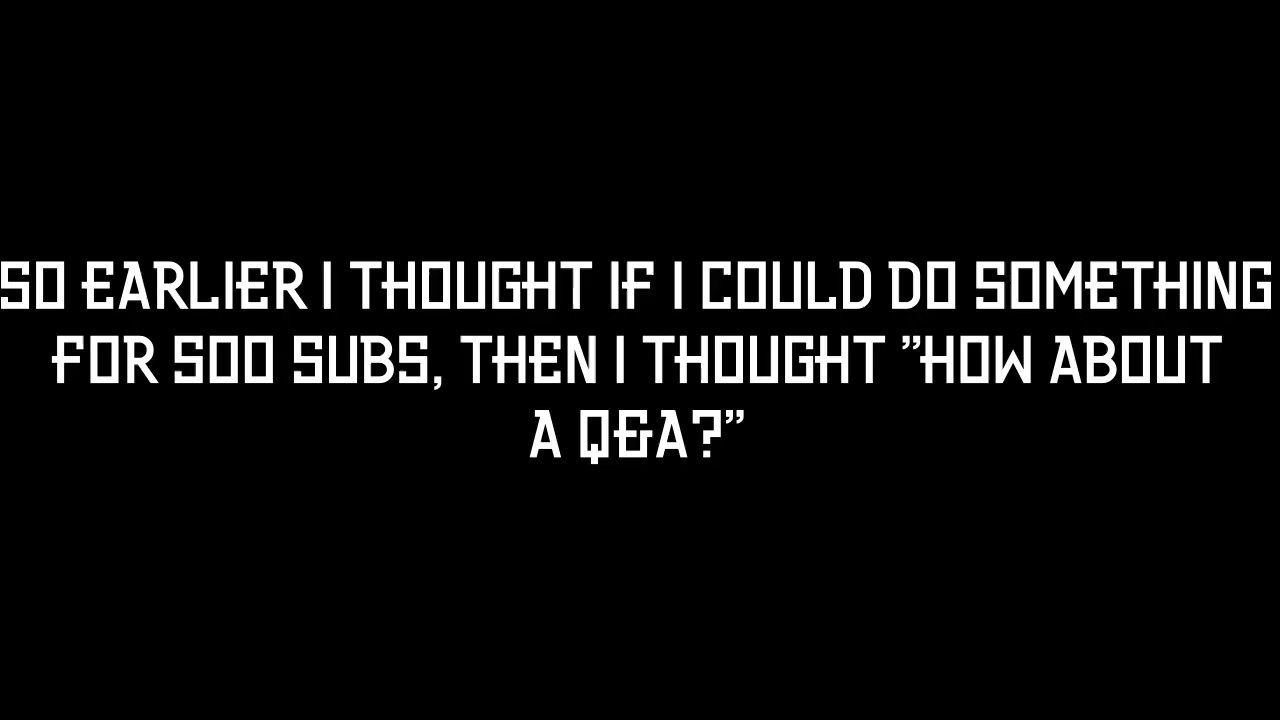 SO EARLIER I THOUGHT IF I COULD DO SOMETHING
FOR 500 SUBS, THEN I THOUGHT ”HOW ABOUT
A Q&A?”